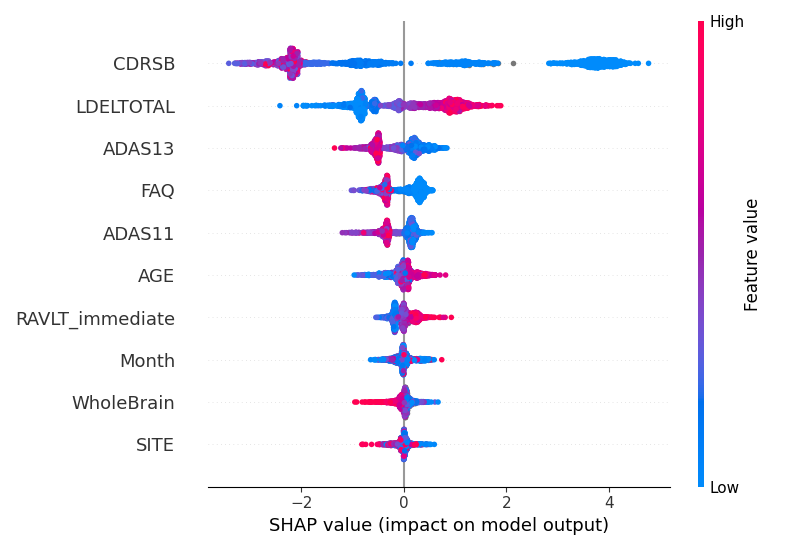 High
CDRSB
LDELTOTAL
ADAS13
FAQ
ADAS11
AGE
RAVLT_immediate
Month
WholeBrain
SITE
Feature value
Low
−2 0 2 4
SHAP value (impact on model output)